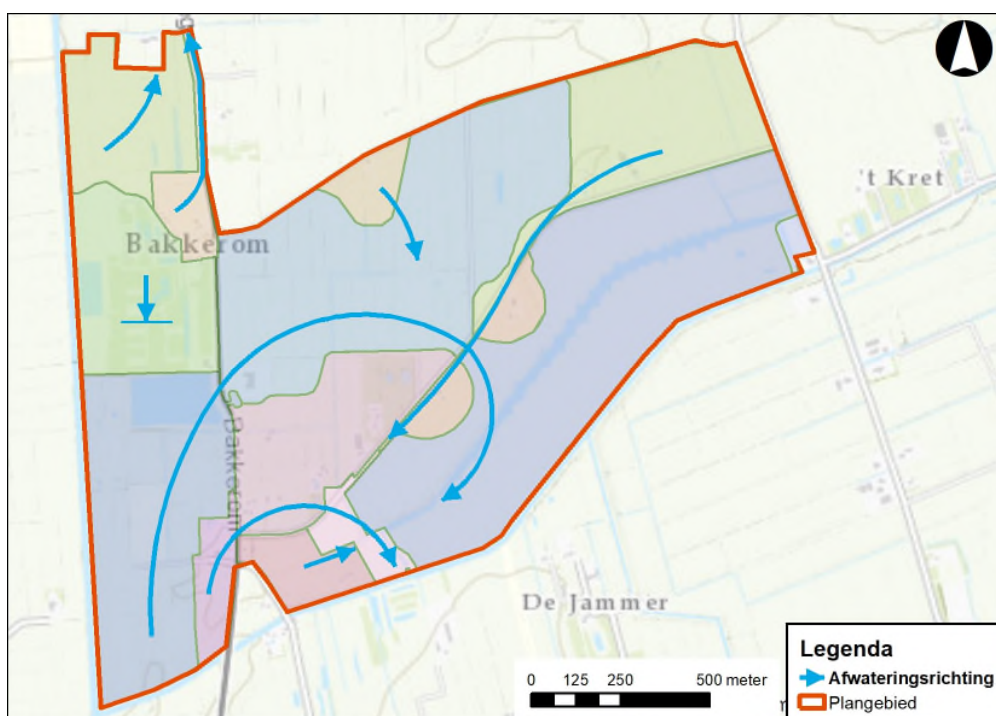 't Kret
Bakkerom
Bakkerom
De Jammer
0 125 250 500 meter
Legenda
Afwateringsrichting
Plangebied